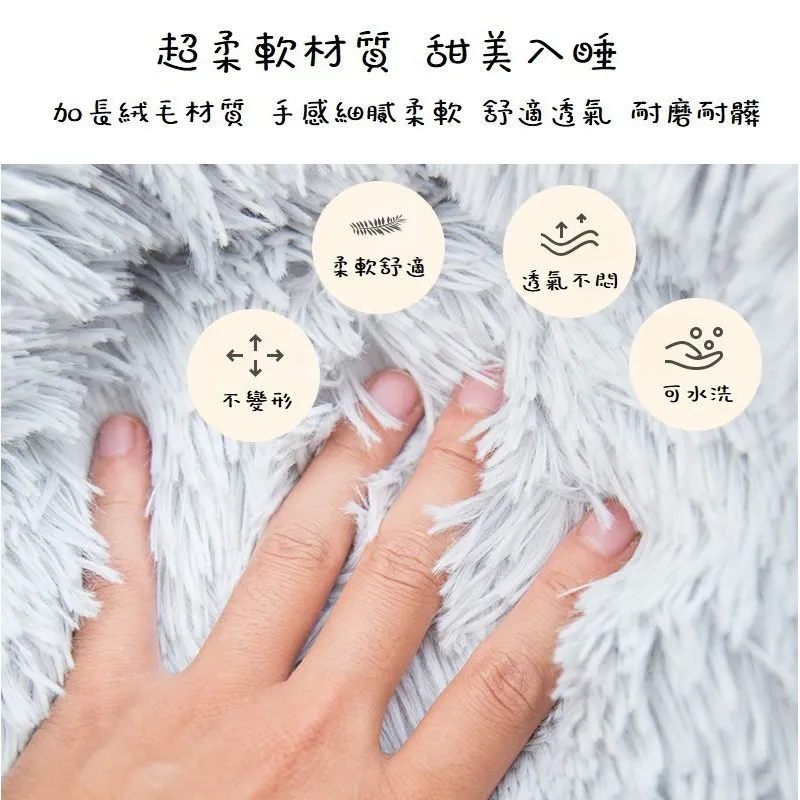 超柔軟材質 甜美入睡
加長絨毛材質 手感細膩柔軟 舒適透氣 耐磨耐髒
柔軟舒適
透氣不悶
不變形
可水洗